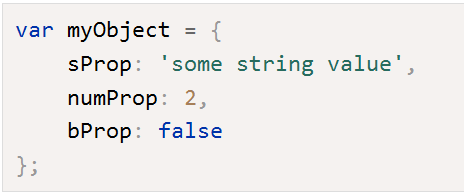 var myObject = {
    sProp: 'some string value',
    numProp: 2,
    bProp: false
};